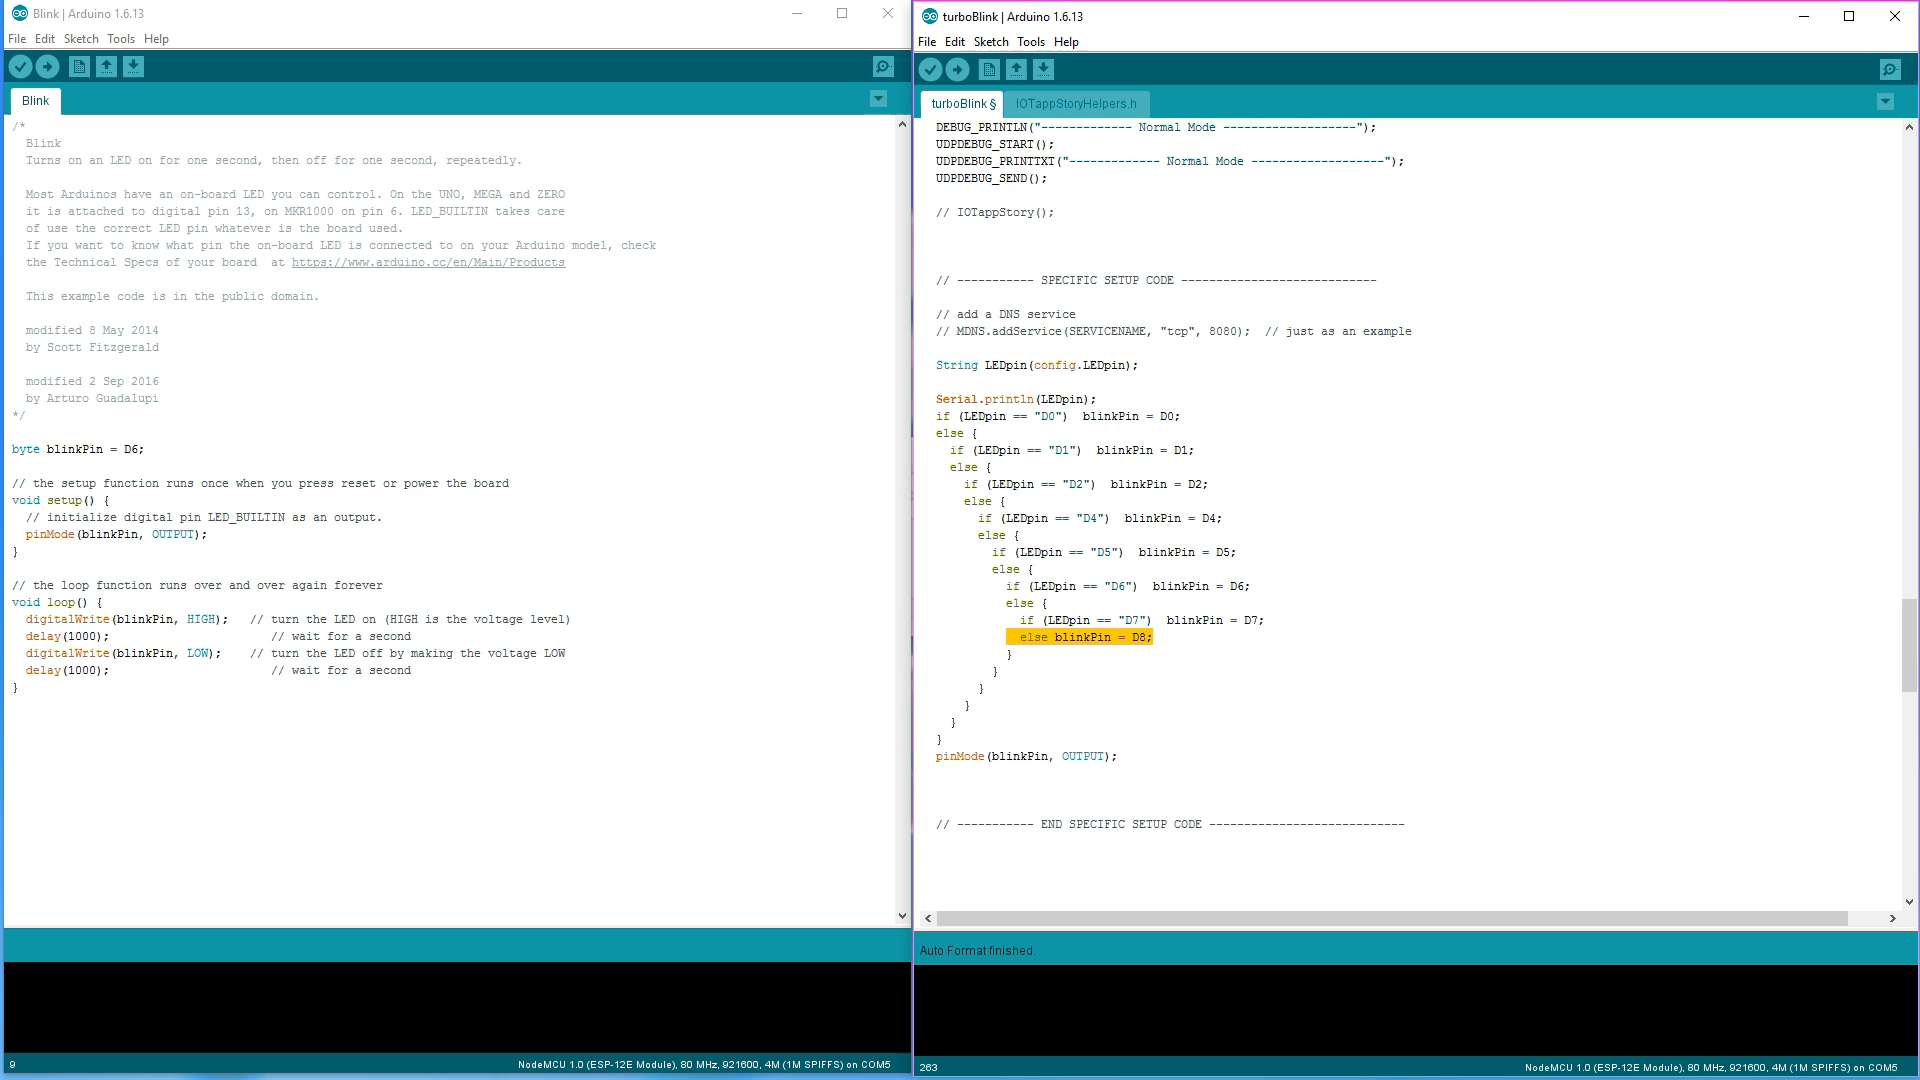 Blink | Arduino 1.6.13
File Edit Sketch Tools Help
Blink
/*
  Blink
  Turns on an LED on for one second, then off for one second, repeatedly.

  Most Arduinos have an on-board LED you can control. On the UNO, MEGA and ZERO
  it is attached to digital pin 13, on MKR1000 on pin 6. LED_BUILTIN takes care
  of use the correct LED pin whatever is the board used.
  If you want to know what pin the on-board LED is connected to on your Arduino model, check
  the Technical Specs of your board  at https://www.arduino.cc/en/Main/Products

  This example code is in the public domain.

  modified 8 May 2014
  by Scott Fitzgerald

  modified 2 Sep 2016
  by Arturo Guadalupi
*/

byte blinkPin = D6;

// the setup function runs once when you press reset or power the board
void setup() {
  // initialize digital pin LED_BUILTIN as an output.
  pinMode(blinkPin, OUTPUT);
}

// the loop function runs over and over again forever
void loop() {
  digitalWrite(blinkPin, HIGH);   // turn the LED on (HIGH is the voltage level)
  delay(1000);                       // wait for a second
  digitalWrite(blinkPin, LOW);    // turn the LED off by making the voltage LOW
  delay(1000);                       // wait for a second
}
9
NodeMCU 1.0 (ESP-12E Module), 80 MHz, 921600, 4M (1M SPIFFS) on COM5
turboBlink | Arduino 1.6.13
File Edit Sketch Tools Help
turboBlink § IOTappStoryHelpers.h
DEBUG_PRINTLN("------------- Normal Mode -------------------");
UDPDEBUG_START();
UDPDEBUG_PRINTTXT("------------- Normal Mode -------------------");
UDPDEBUG_SEND();

// IOTappStory();

// ----------- SPECIFIC SETUP CODE ----------------------------

// add a DNS service
// MDNS.addService(SERVICENAME, "tcp", 8080);  // just as an example

String LEDpin(config.LEDpin);

Serial.println(LEDpin);
if (LEDpin == "D0")  blinkPin = D0;
else {
  if (LEDpin == "D1")  blinkPin = D1;
  else {
    if (LEDpin == "D2")  blinkPin = D2;
    else {
      if (LEDpin == "D4")  blinkPin = D4;
      else {
        if (LEDpin == "D5")  blinkPin = D5;
        else {
          if (LEDpin == "D6")  blinkPin = D6;
          else {
            if (LEDpin == "D7")  blinkPin = D7;
            else blinkPin = D8;
          }
        }
      }
    }
  }
}
pinMode(blinkPin, OUTPUT);

// ----------- END SPECIFIC SETUP CODE ----------------------------
Auto Format finished.
263
NodeMCU 1.0 (ESP-12E Module), 80 MHz, 921600, 4M (1M SPIFFS) on COM5